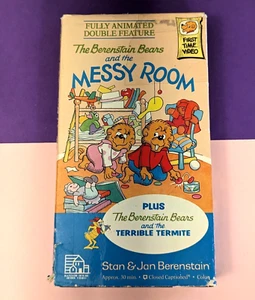 FULLY ANIMATED
DOUBLE FEATURE
FIRST
TIME
VIDEO
The Berenstain Bears
and the
MESSY ROOM
PLUS
The Berenstain Bears
and the
TERRIBLE TERMITE
Stan & Jan Berenstain
Approx. 30 min. • Closed Captioned • Color